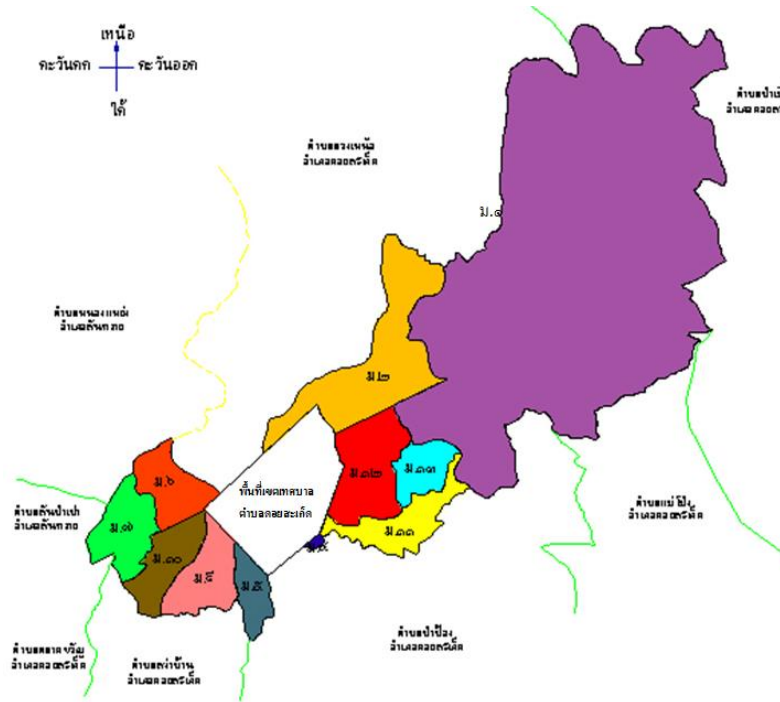 เหนือ
ตะวันตก ตะวันออก
ใต้
ตำบลลวงเหนือ
อำเภอดอยสะเก็ด
ม.๑
ตำบลหนองแหย่ง
อำเภอสันทราย
ม.๒
ม.๑๒
ม.๑๓
ม.๖
พื้นที่เขตเทศบาล
ตำบลดอยสะเก็ด
ตำบลแม่โป่ง
อำเภอดอยสะเก็ด
ตำบลสันป่าเปา
อำเภอสันทราย
ม.๗
ม.๑๑
ม.๑๐
ม.๕
ตำบลป่าป้อง
อำเภอดอยสะเก็ด
ตำบลตลาดขวัญ
อำเภอดอยสะเก็ด
ตำบลสง่าบ้าน
อำเภอดอยสะเก็ด